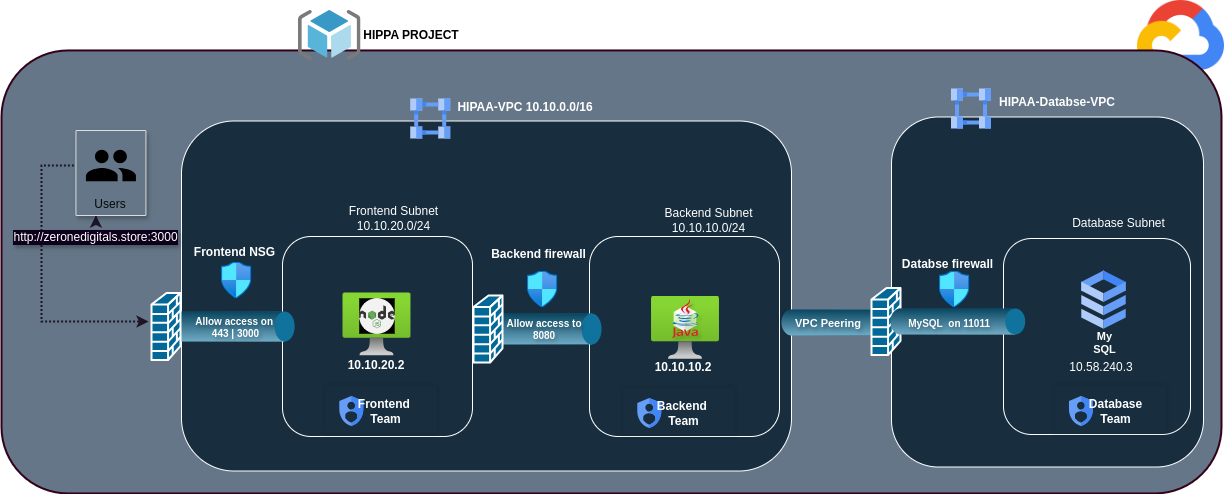 HIPPA PROJECT
HIPAA-VPC 10.10.0.0/16
HIPAA-Databse-VPC
Users
http://zeronedigitals.store:3000
Frontend NSG
Allow access on
443 | 3000
Frontend Subnet
10.10.20.0/24
node
10.10.20.2
Frontend
Team
Backend firewall
Allow access to
8080
Backend Subnet
10.10.10.0/24
Java
10.10.10.2
Backend
Team
VPC Peering
Databse firewall
MySQL on 11011
Database Subnet
My
SQL
10.58.240.3
Database
Team